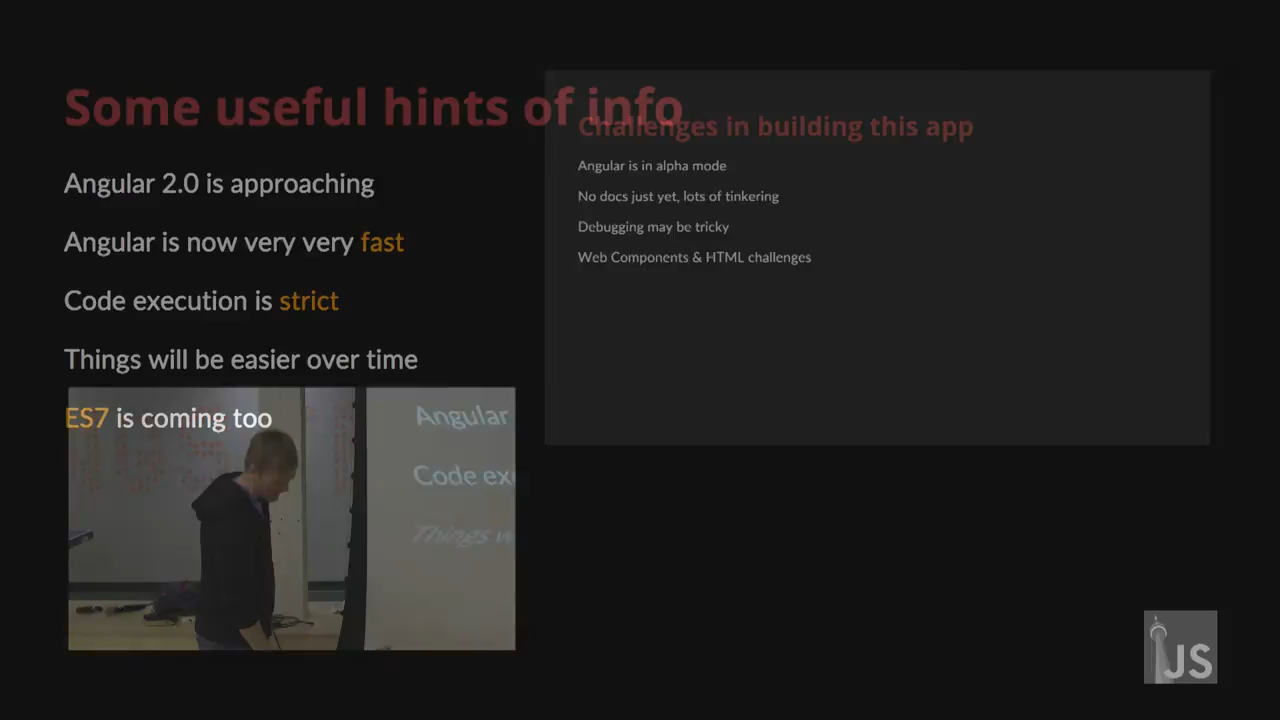 Some useful hints of info
Angular 2.0 is approaching
Angular is now very very fast
Code execution is strict
Things will be easier over time
ES7 is coming too
Challenges in building this app
Angular is in alpha mode
No docs just yet, lots of tinkering
Debugging may be tricky
Web Components & HTML challenges
Angular
Code ex
Things w
JS